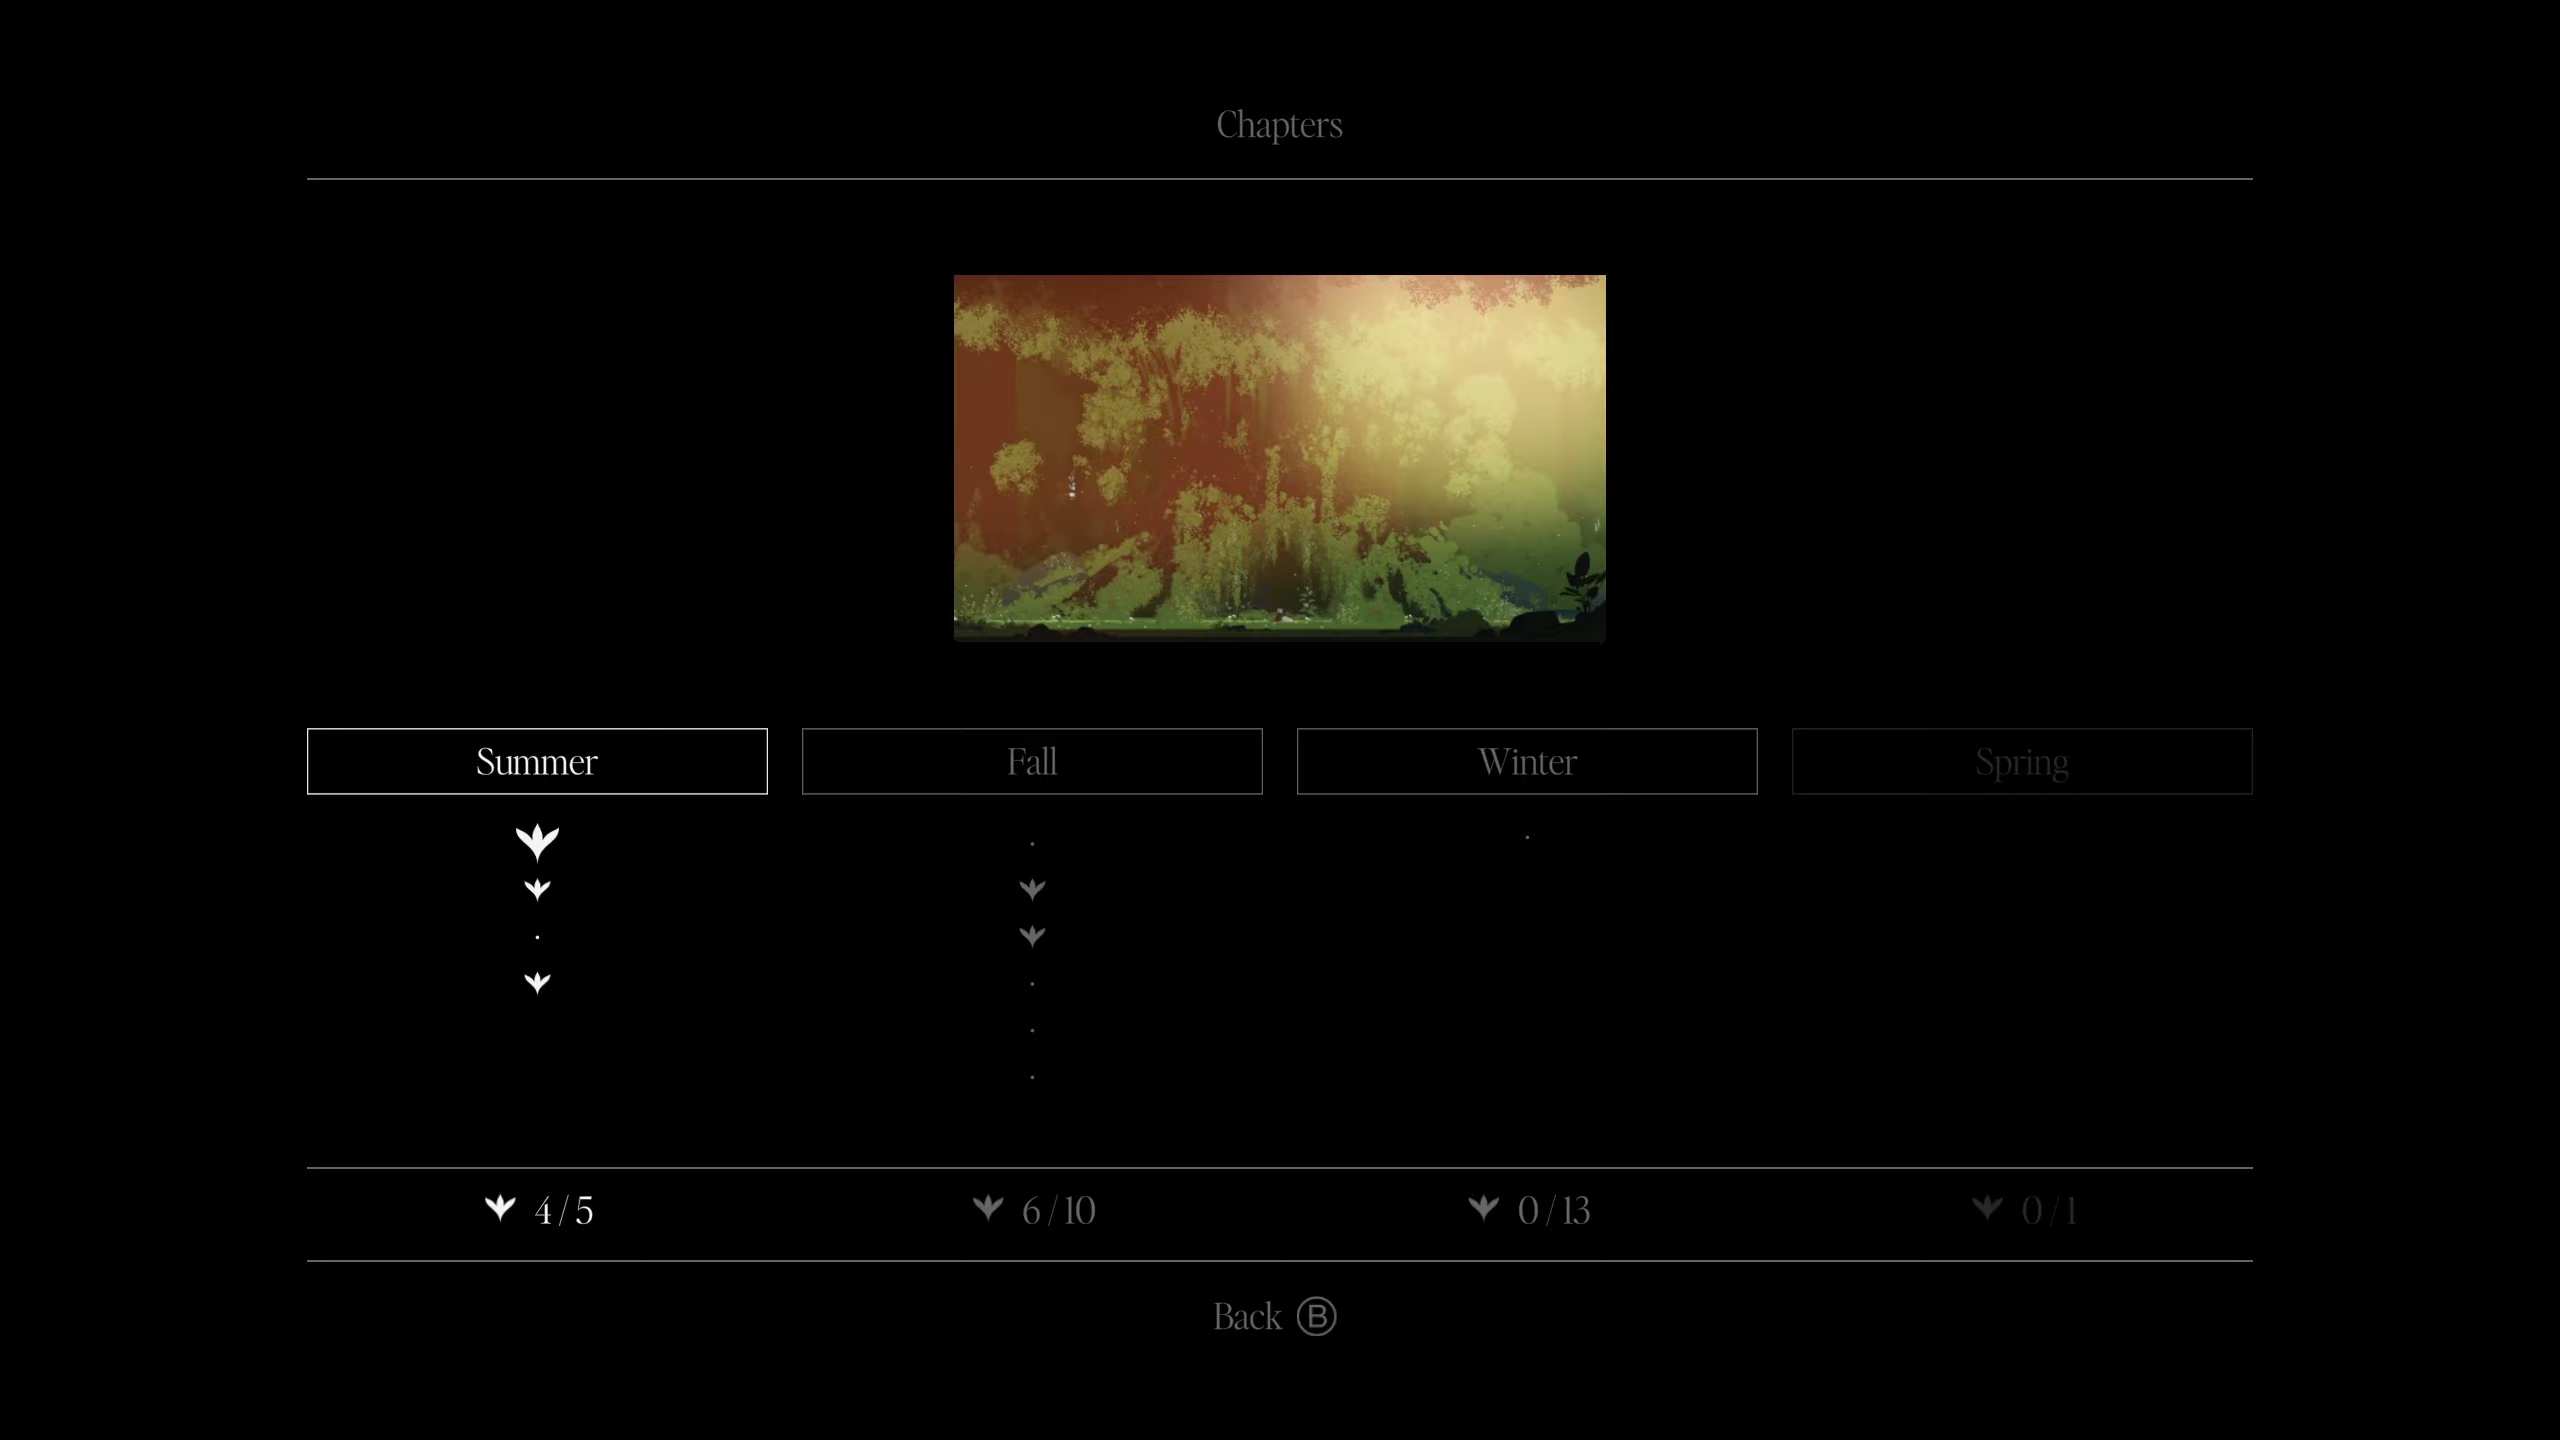 Chapters
Summer
Fall
Winter
Spring
4/5
6/10
0/13
0/1
Back B